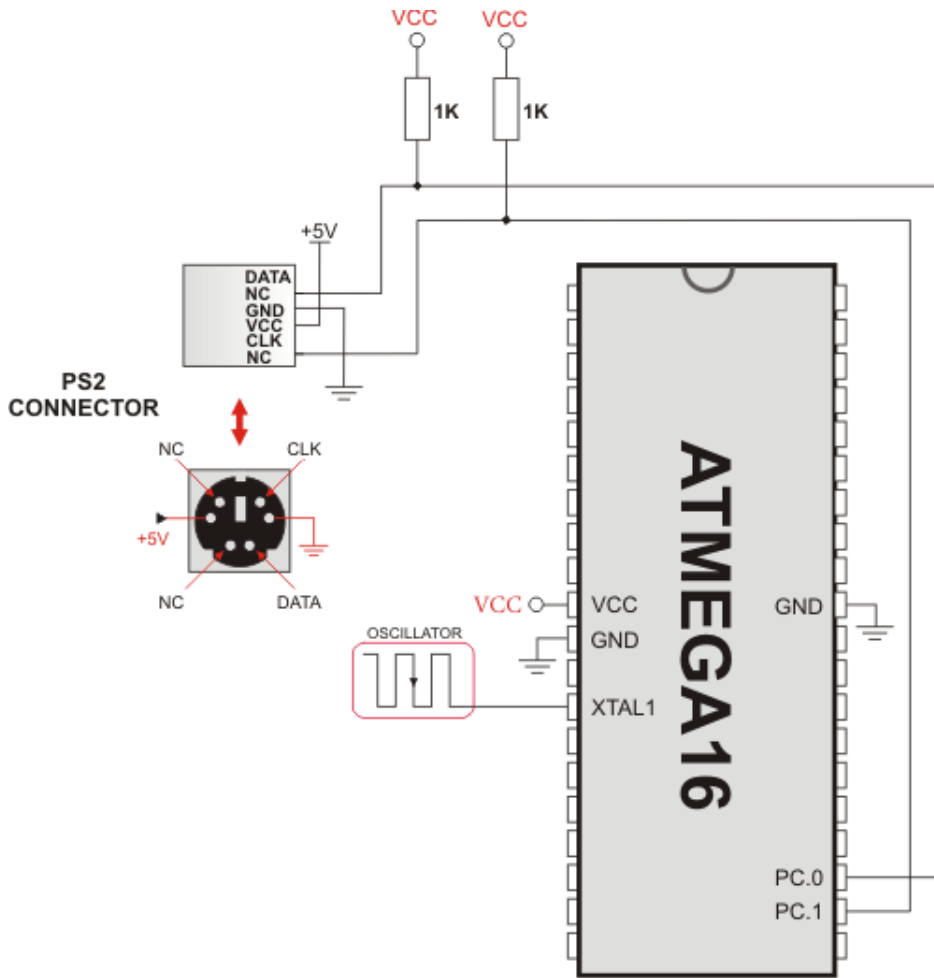 VCC VCC
1K 1K
+5V
DATA
NC
GND
VCC
CLK
NC
PS2
CONNECTOR
NC CLK
+5V
NC DATA
OSCILLATOR
VCC
VCC
GND
XTAL1
ATMEGA16
GND
PC.0
PC.1